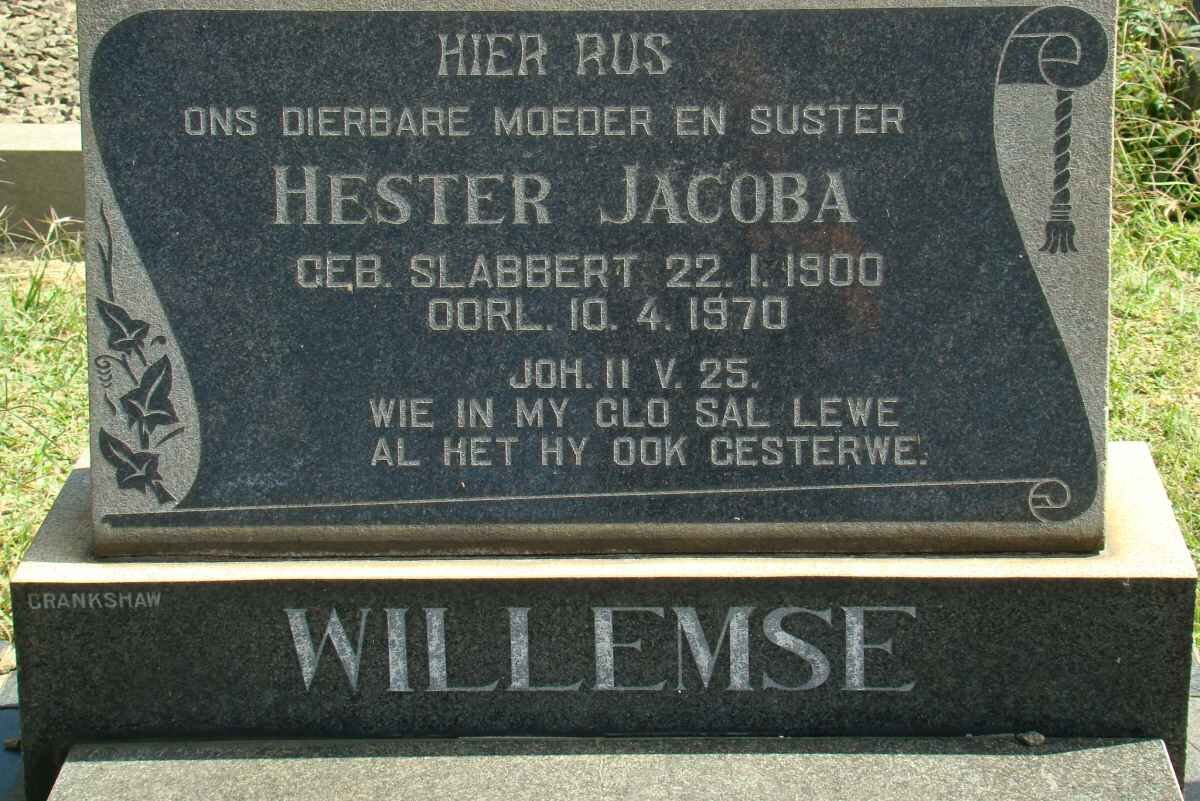 HIER RUS
ONS DIERBARE MOEDER EN SUSTER
HESTER JACOBA
GEB. SLABBERT 22. 1. 1900
OORL. 10. 4. 1970
JOH. 11 V. 25.
WIE IN MY GLO SAL LEWE
AL HET HY OOK GESTERWE.
CRANKSHAW
WILLEMSE